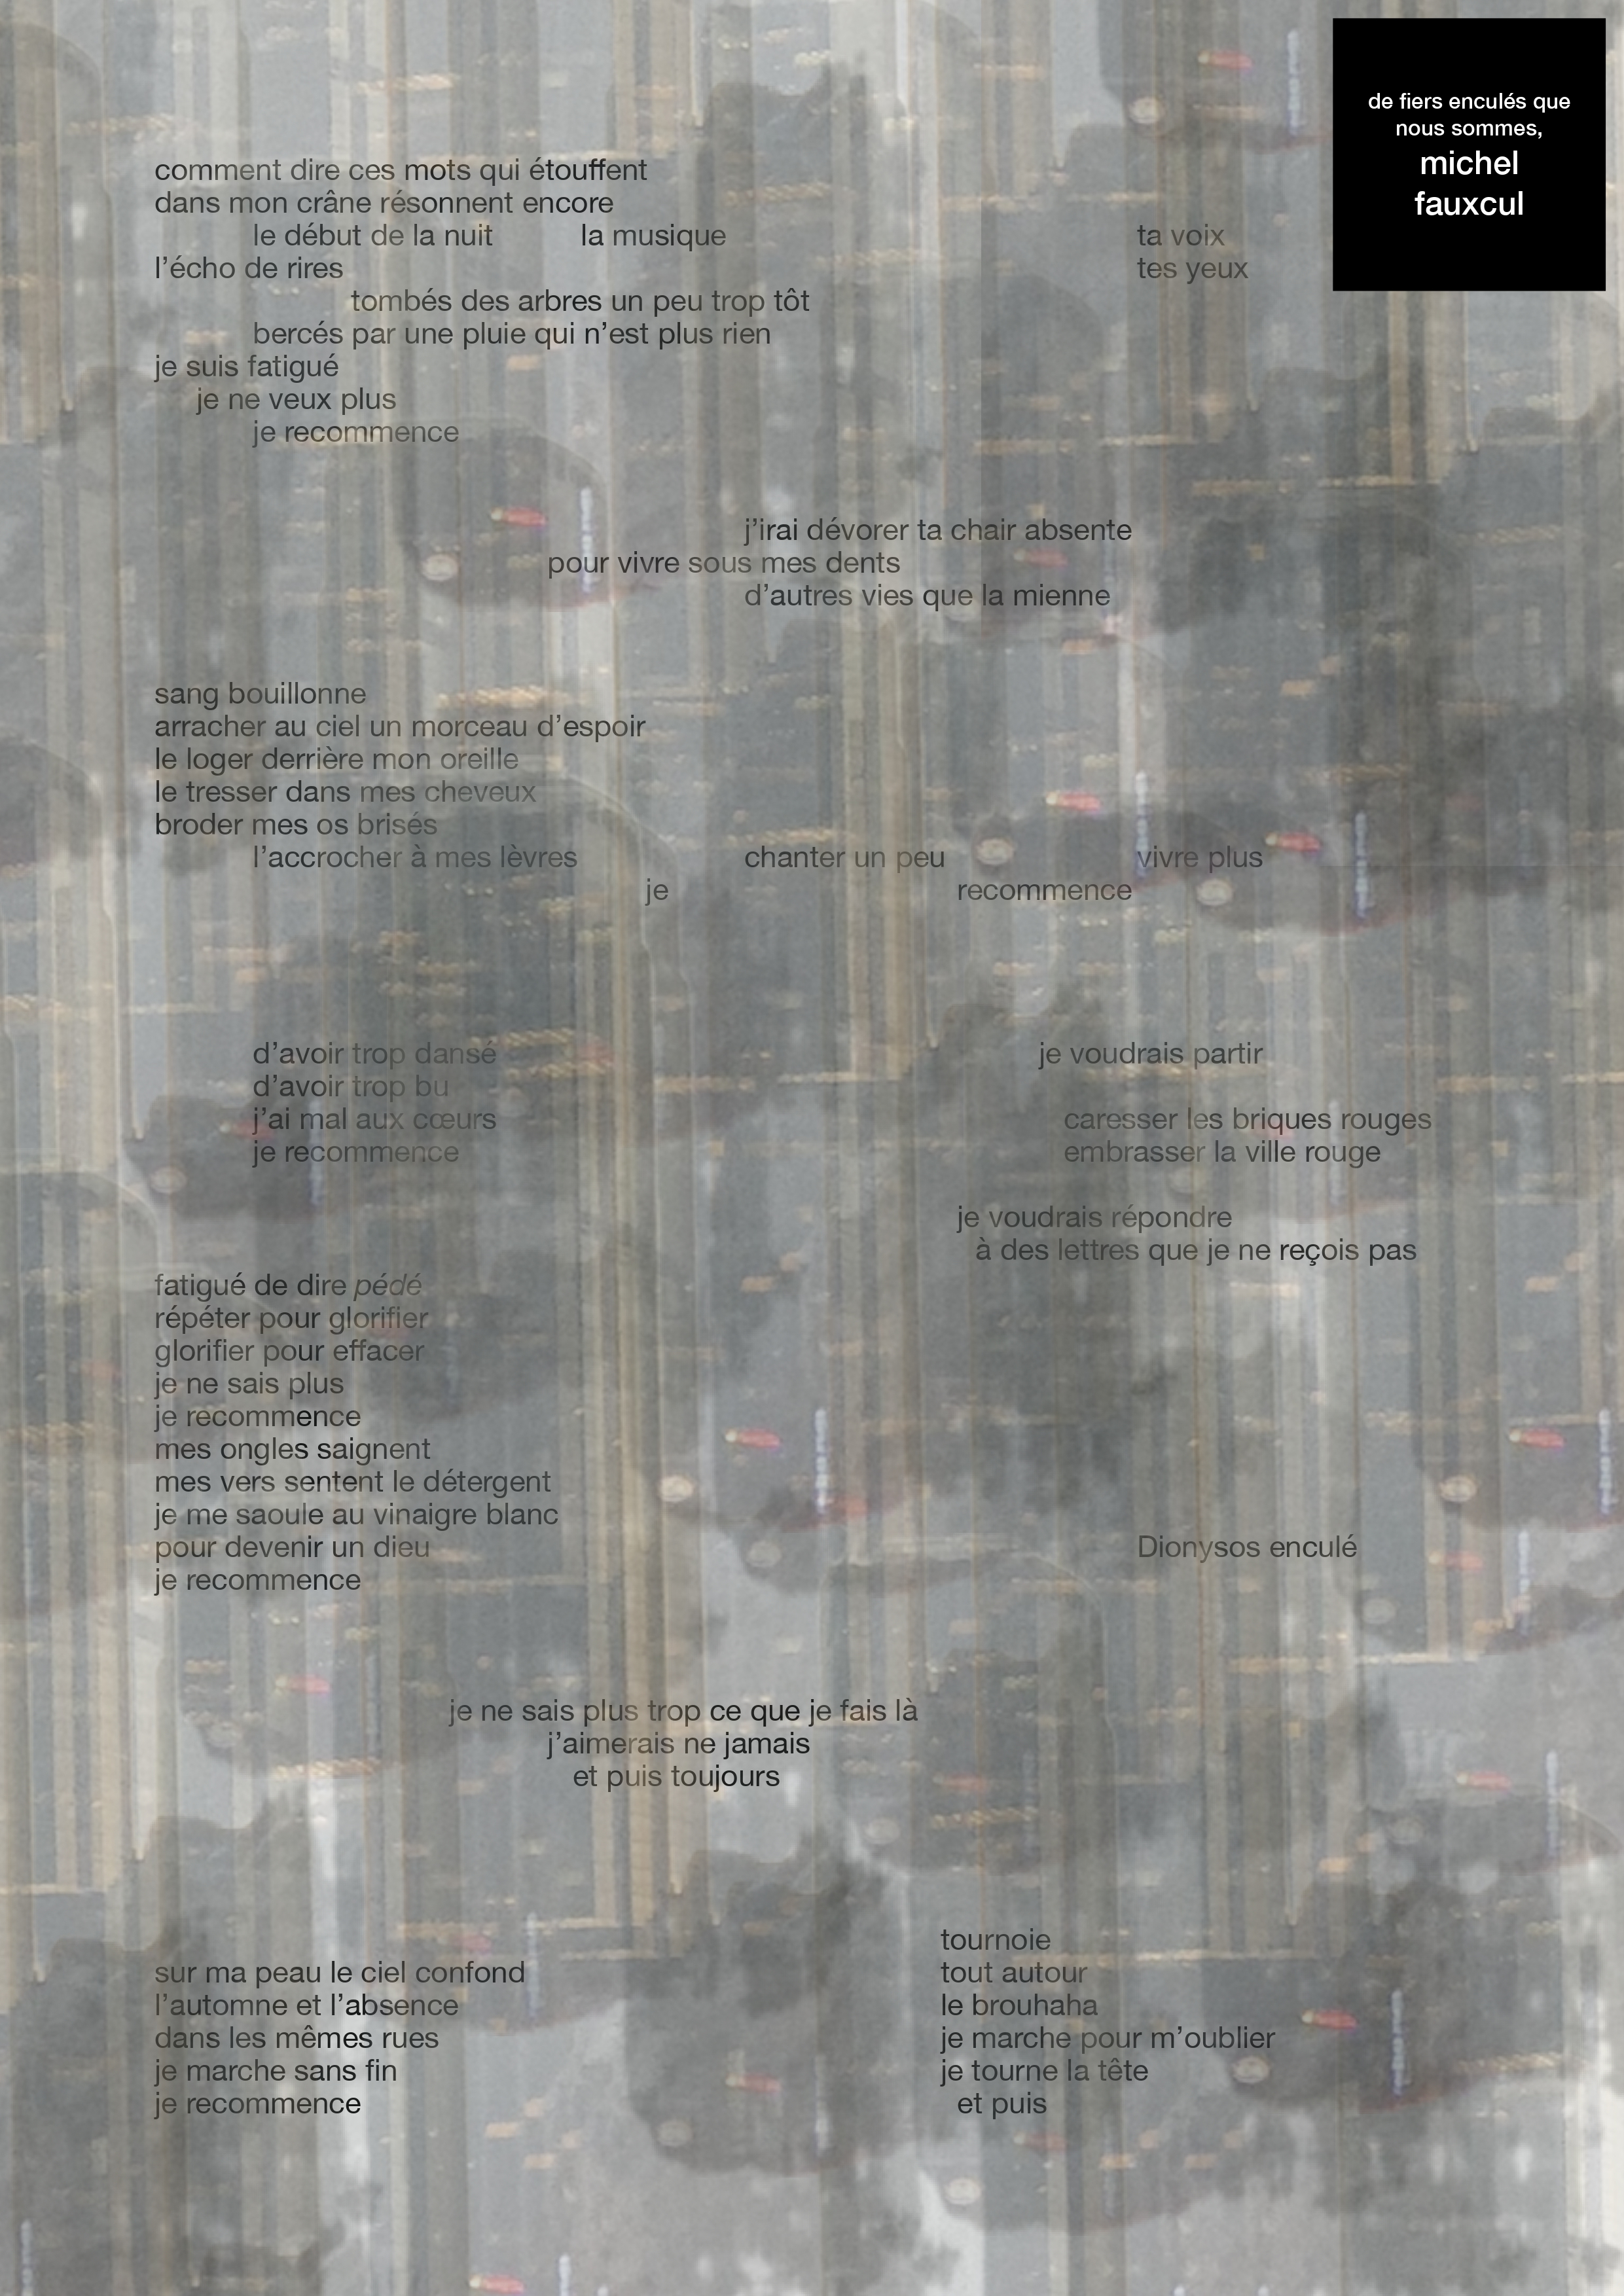 de fiers enculés que
nous sommes,
michel
fauxcul
comment dire ces mots qui étouffent
dans mon crâne résonnent encore
le début de la nuit la musique ta voix
l’écho de rires tes yeux
tombés des arbres un peu trop tôt
bercés par une pluie qui n’est plus rien
je suis fatigué
je ne veux plus
je recommence
j’irai dévorer ta chair absente
pour vivre sous mes dents
d’autres vies que la mienne
sang bouillonne
arracher au ciel un morceau d’espoir
le loger derrière mon oreille
le tresser dans mes cheveux
broder mes os brisés
l’accrocher à mes lèvres chanter un peu vivre plus
je recommence
d’avoir trop dansé
d’avoir trop bu
j’ai mal aux cœurs
je recommence
je voudrais partir
caresser les briques rouges
embrasser la ville rouge
je voudrais répondre
à des lettres que je ne reçois pas
fatigué de dire pédé
répéter pour glorifier
glorifier pour effacer
je ne sais plus
je recommence
mes ongles saignent
mes vers sentent le détergent
je me saoule au vinaigre blanc
pour devenir un dieu Dionysos enculé
je recommence
je ne sais plus trop ce que je fais là
j’aimerais ne jamais
et puis toujours
sur ma peau le ciel confond
l’automne et l’absence
dans les mêmes rues
je marche sans fin
je recommence
tournoie
tout autour
le brouhaha
je marche pour m’oublier
je tourne la tête
et puis